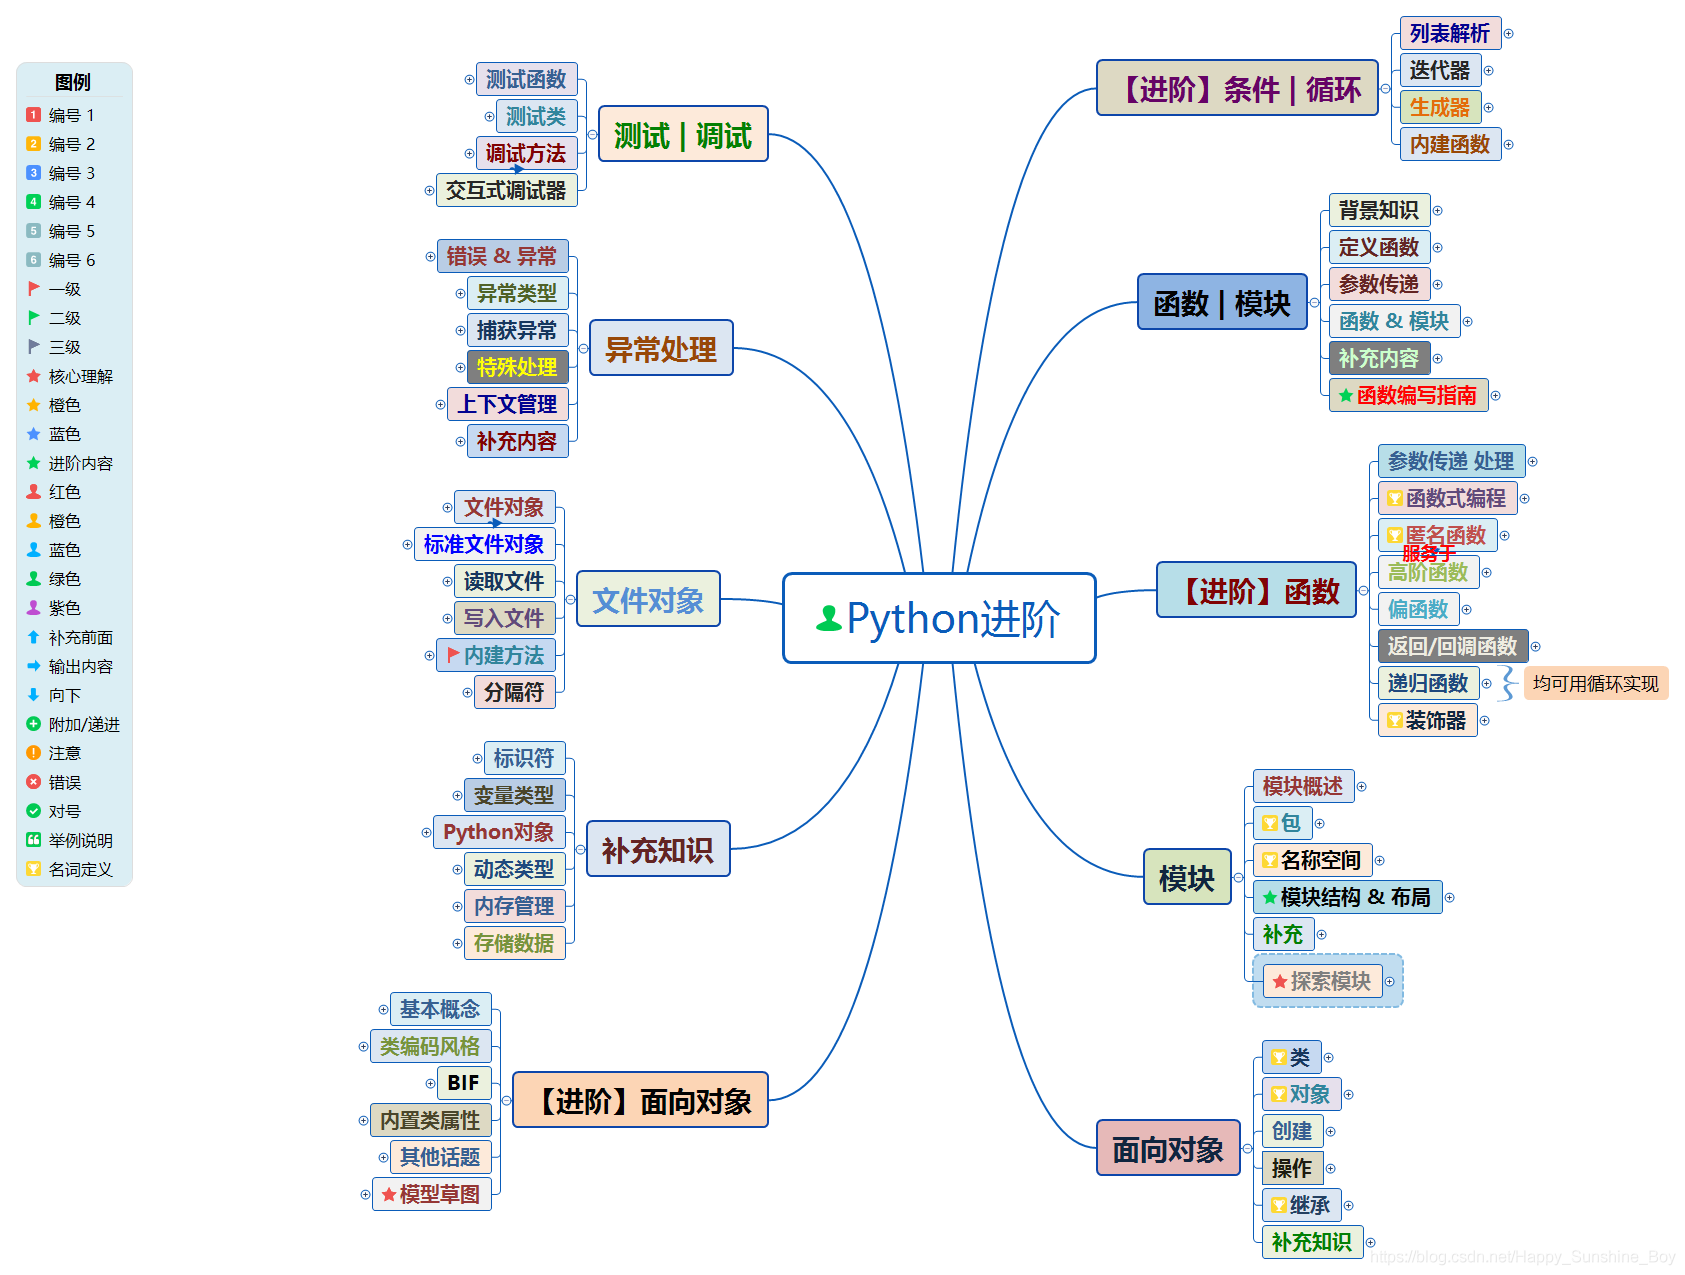 图例
编号 1
编号 2
编号 3
编号 4
编号 5
编号 6
一级
二级
三级
核心理解
橙色
蓝色
进阶内容
红色
橙色
蓝色
绿色
紫色
补充前面
输出内容
向下
附加/递进
注意
错误
对号
举例说明
名词定义
Python进阶
测试 | 调试
测试函数
测试类
调试方法
交互式调试器
异常处理
错误 & 异常
异常类型
捕获异常
特殊处理
上下文管理
补充内容
文件对象
文件对象
标准文件对象
读取文件
写入文件
内建方法
分隔符
补充知识
标识符
变量类型
Python对象
动态类型
内存管理
存储数据
【进阶】面向对象
基本概念
类编码风格
BIF
内置类属性
其他话题
模型草图
【进阶】条件 | 循环
列表解析
迭代器
生成器
内建函数
函数 | 模块
背景知识
定义函数
参数传递
函数 & 模块
补充内容
函数编写指南
【进阶】函数
参数传递 处理
函数式编程
匿名函数
服务于
高阶函数
偏函数
返回/回调函数
递归函数
均可用循环实现
装饰器
模块
模块概述
包
名称空间
模块结构 & 布局
补充
探索模块
面向对象
类
对象
创建
操作
继承
补充知识
https://blog.csdn.net/Happy_Sunshine_Boy